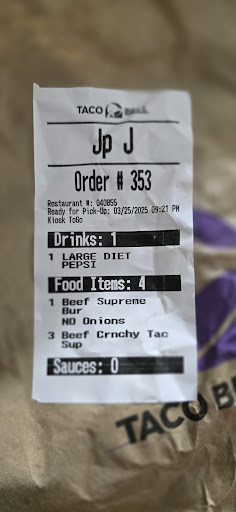 TACO BELL
Jp J
Order # 353
Restaurant #: 040855
Ready for Pick-Up: 03/25/2025 09:21 PM
Kiosk ToGo
Drinks: 1
1 LARGE DIET
PEPSI
Food Items: 4
1 Beef Supreme
Bur
NO Onions
3 Beef Crnchy Tac
Sup
Sauces: 0
TACO BE